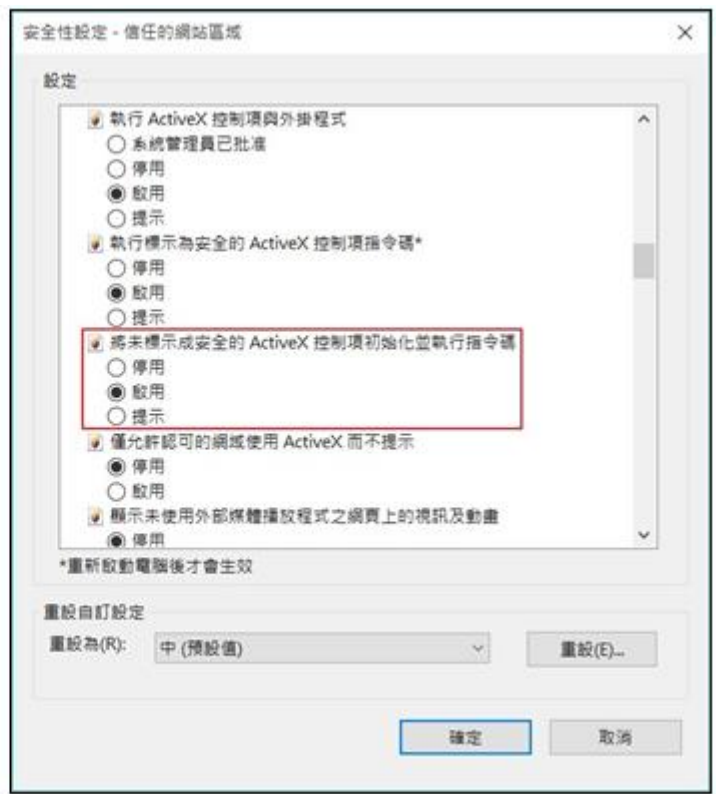 安全性設定 - 信任的網站區域
設定
執行 ActiveX 控制項與外掛程式
系統管理員已批准
停用
啟用
提示
執行標示為安全的 ActiveX 控制項指令碼*
停用
啟用
提示
將未標示成安全的 ActiveX 控制項初始化並執行指令碼
停用
啟用
提示
僅允許認可的網域使用 ActiveX 而不提示
停用
啟用
顯示未使用外部媒體播放程式之網頁上的視訊及動畫
停用
*重新啟動電腦後才會生效
重設自訂設定
重設為(R): 中 (預設值) 重設(E)...
確定 取消